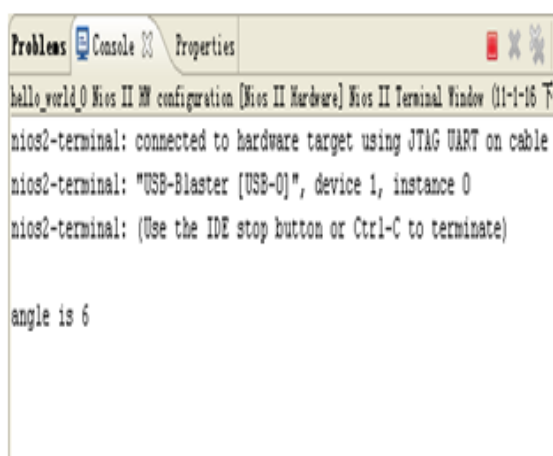 Problems Console Properties
hello_world_0 Nios II HW configuration [Nios II Hardware] Nios II Terminal Window (11-1-16 下
nios2-terminal: connected to hardware target using JTAG UART on cable
nios2-terminal: "USB-Blaster [USB-0]", device 1, instance 0
nios2-terminal: (Use the IDE stop button or Ctrl-C to terminate)
angle is 6